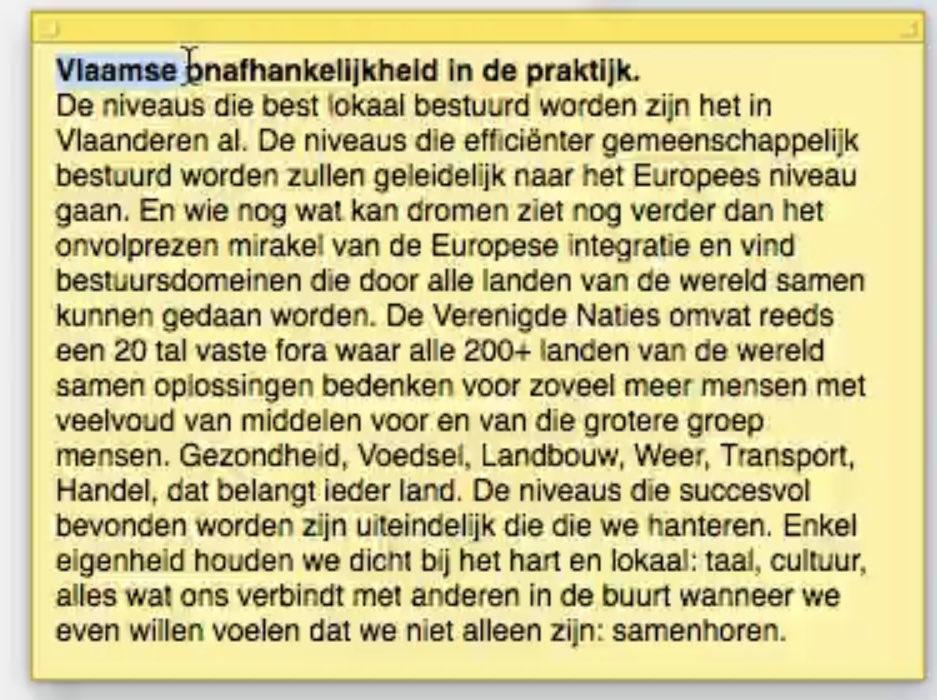 Vlaamse onafhankelijkheid in de praktijk.
De niveaus die best lokaal bestuurd worden zijn het in
Vlaanderen al. De niveaus die efficiënter gemeenschappelijk
bestuurd worden zullen geleidelijk naar het Europees niveau
gaan. En wie nog wat kan dromen ziet nog verder dan het
onvolprezen mirakel van de Europese integratie en vind
bestuursdomeinen die door alle landen van de wereld samen
kunnen gedaan worden. De Verenigde Naties omvat reeds
een 20 tal vaste fora waar alle 200+ landen van de wereld
samen oplossingen bedenken voor zoveel meer mensen met
veelvoud van middelen voor en van die grotere groep
mensen. Gezondheid, Voedsel, Landbouw, Weer, Transport,
Handel, dat belangt ieder land. De niveaus die succesvol
bevonden worden zijn uiteindelijk die die we hanteren. Enkel
eigenheid houden we dicht bij het hart en lokaal: taal, cultuur,
alles wat ons verbindt met anderen in de buurt wanneer we
even willen voelen dat we niet alleen zijn: samenhoren.